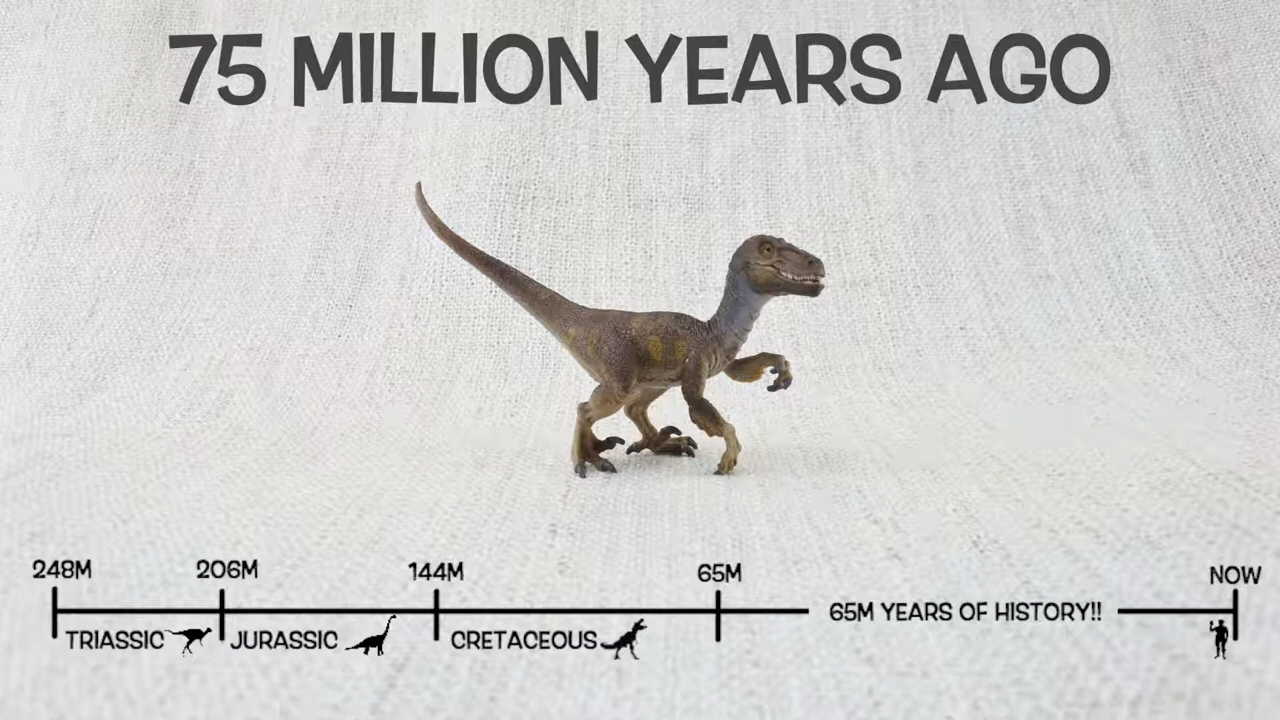 75 MILLION YEARS AGO
248M 206M 144M 65M NOW
65M YEARS OF HISTORY!!
TRIASSIC JURASSIC CRETACEOUS